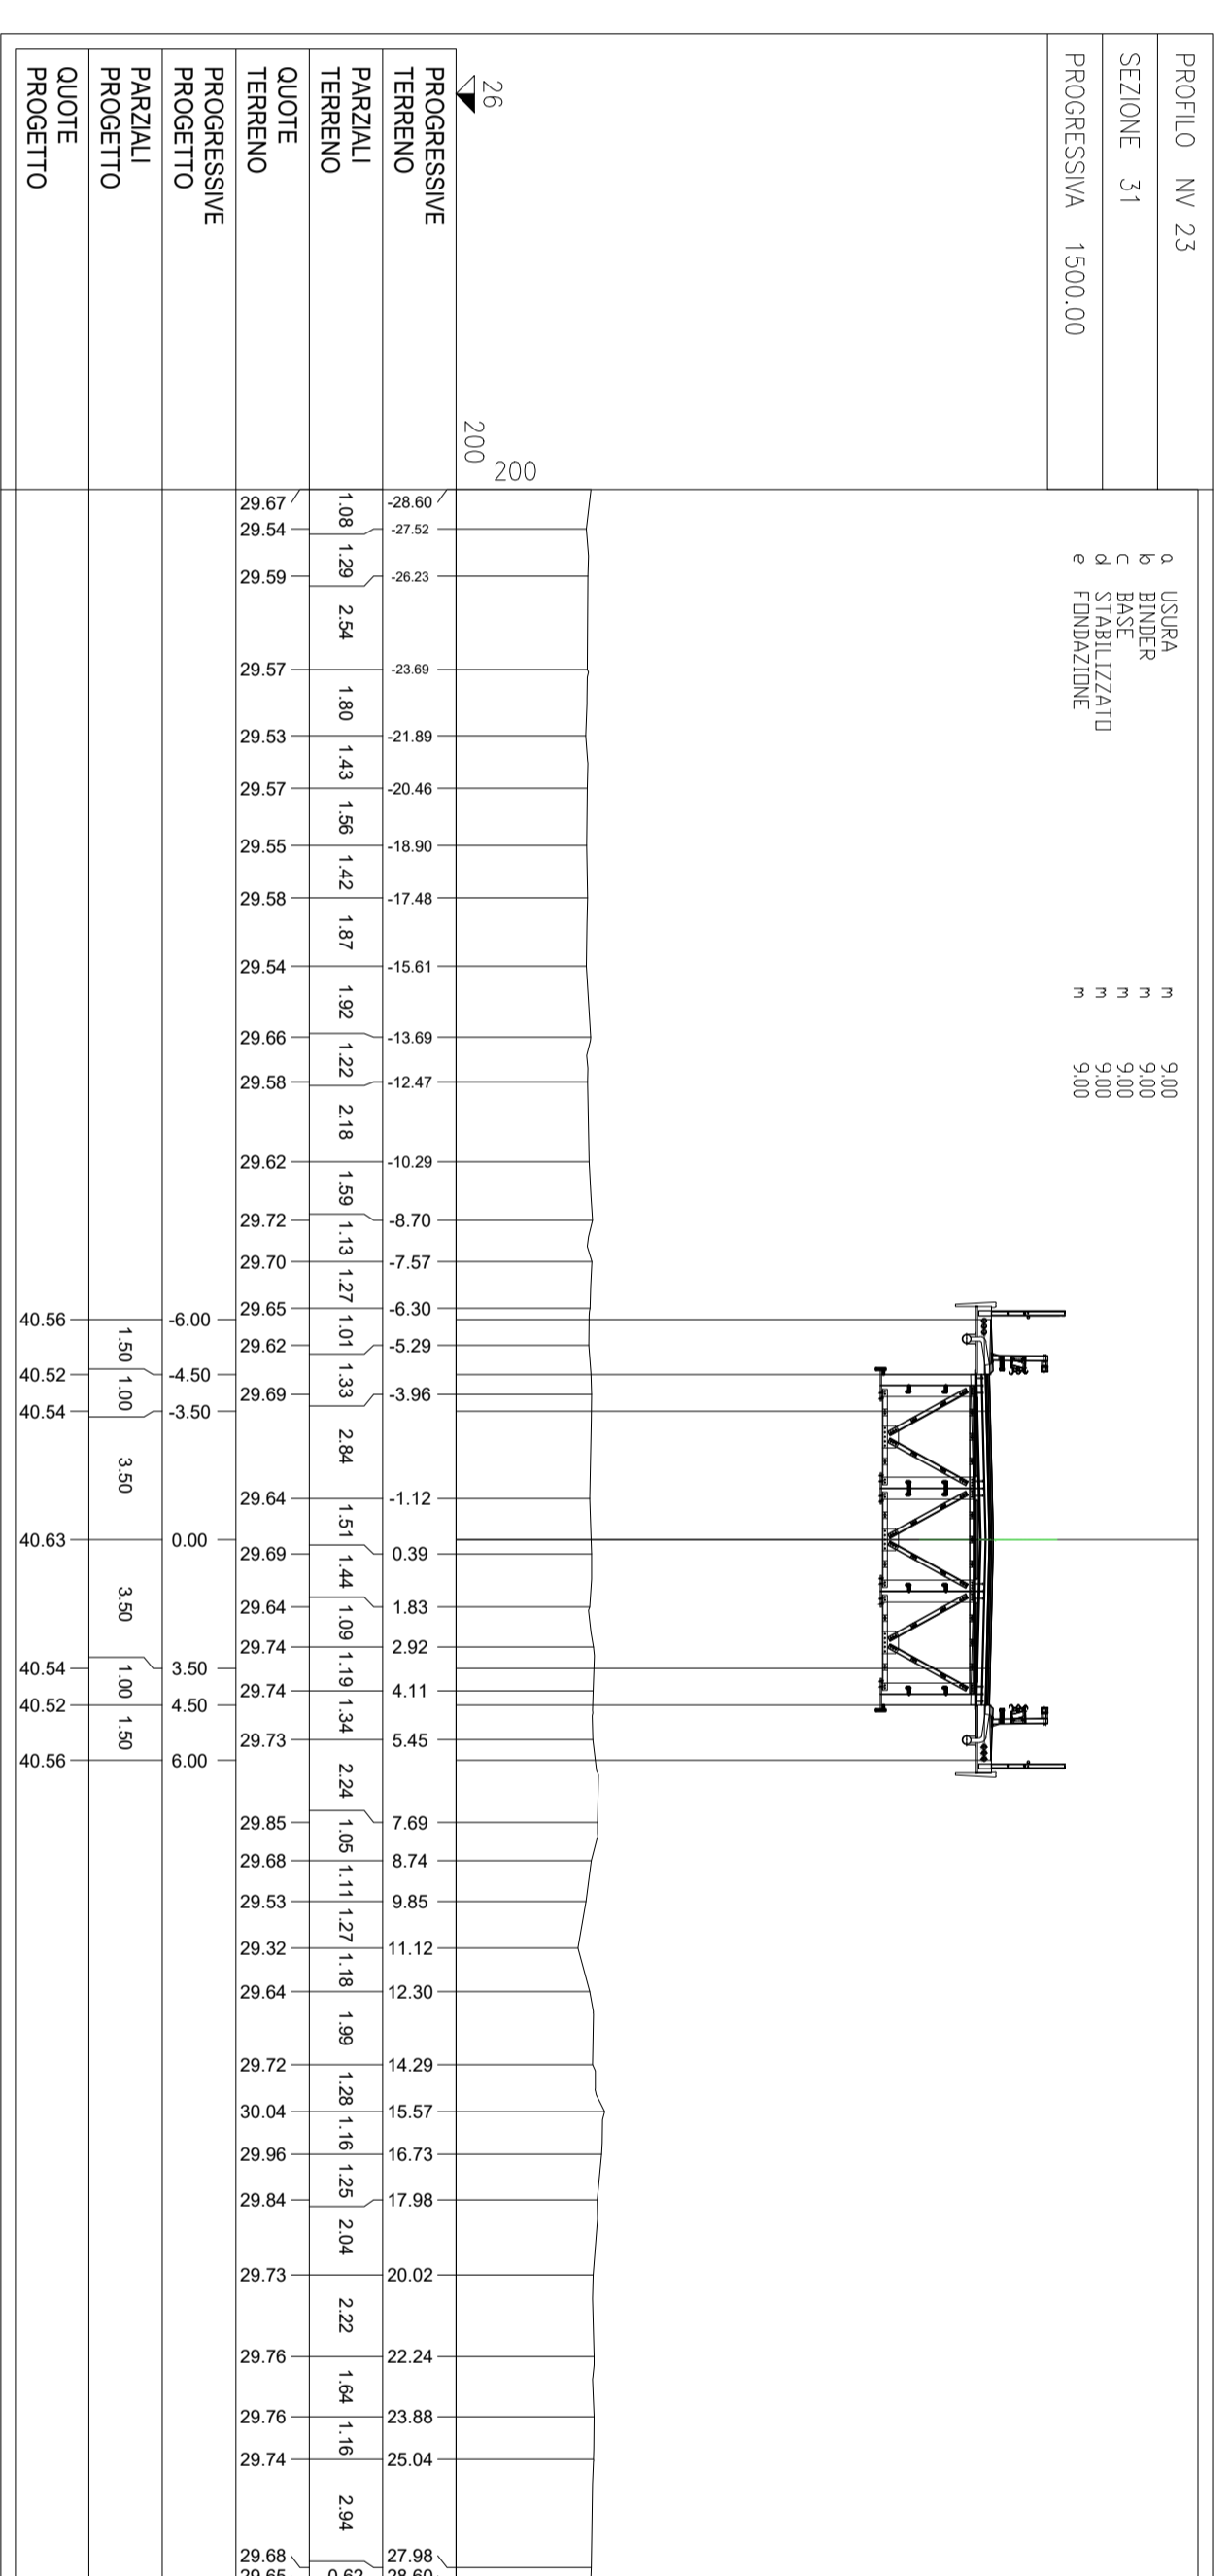 PROFILO NV 23
SEZIONE 31
PROGRESSIVA 1500.00
a USURA m 9.00
b BINDER m 9.00
c BASE m 9.00
d STABILIZZATO m 9.00
e FONDAZIONE m 9.00
26
200
200
PROGRESSIVE TERRENO
-28.60 -27.52 -26.23 -23.69 -21.89 -20.46 -18.90 -17.48 -15.61 -13.69 -12.47 -10.29 -8.70 -7.57 -6.30 -5.29 -3.96 -1.12 0.39 1.83 2.92 4.11 5.45 7.69 8.74 9.85 11.12 12.30 14.29 15.57 16.73 17.98 20.02 22.24 23.88 25.04 27.98 28.60
PARZIALI TERRENO
1.08 1.29 2.54 1.80 1.43 1.56 1.42 1.87 1.92 1.22 2.18 1.59 1.13 1.27 1.01 1.33 2.84 1.51 1.44 1.09 1.19 1.34 2.24 1.05 1.11 1.27 1.18 1.99 1.28 1.16 1.25 2.04 2.22 1.64 1.16 2.94 0.62
QUOTE TERRENO
29.67 29.54 29.59 29.57 29.53 29.57 29.55 29.58 29.54 29.66 29.58 29.62 29.72 29.70 29.65 29.62 29.69 29.64 29.69 29.64 29.74 29.74 29.73 29.85 29.68 29.53 29.32 29.64 29.72 30.04 29.96 29.84 29.73 29.76 29.76 29.74 29.68 29.65
PROGRESSIVE PROGETTO
-6.00 -4.50 -3.50 0.00 3.50 4.50 6.00
PARZIALI PROGETTO
1.50 1.00 3.50 3.50 1.00 1.50
QUOTE PROGETTO
40.56 40.52 40.54 40.63 40.54 40.52 40.56